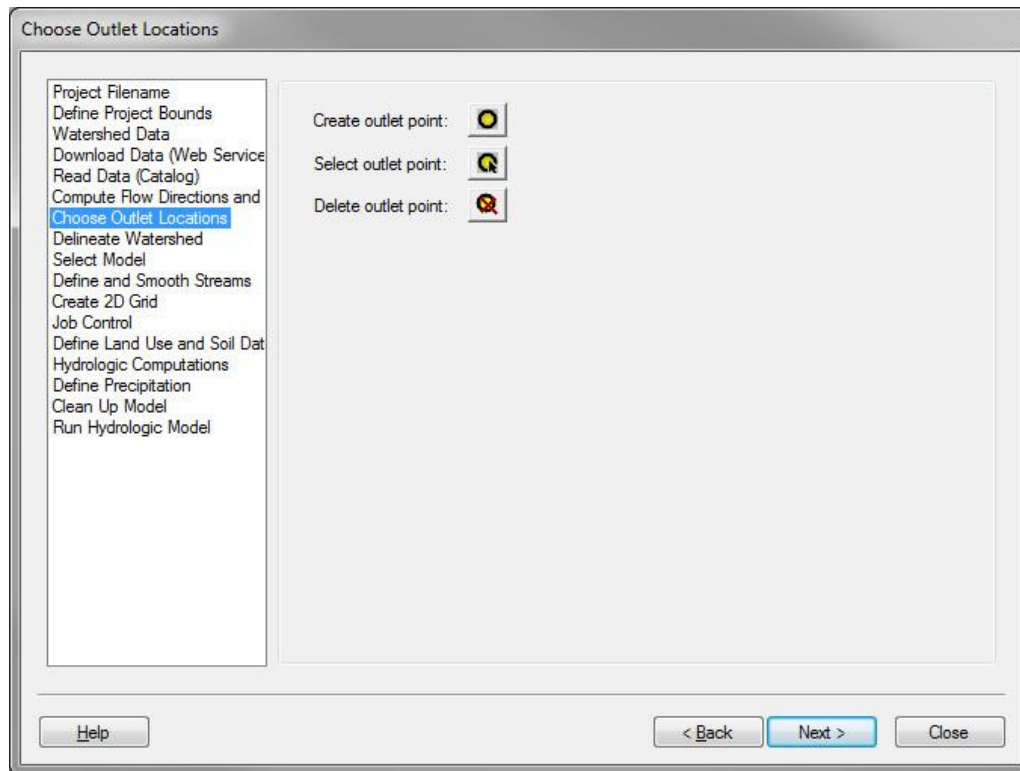 Choose Outlet Locations
Project Filename
Define Project Bounds
Watershed Data
Download Data (Web Service
Read Data (Catalog)
Compute Flow Directions and
Choose Outlet Locations
Delineate Watershed
Select Model
Define and Smooth Streams
Create 2D Grid
Job Control
Define Land Use and Soil Dat
Hydrologic Computations
Define Precipitation
Clean Up Model
Run Hydrologic Model
Create outlet point:
Select outlet point:
Delete outlet point:
Help
< Back
Next >
Close